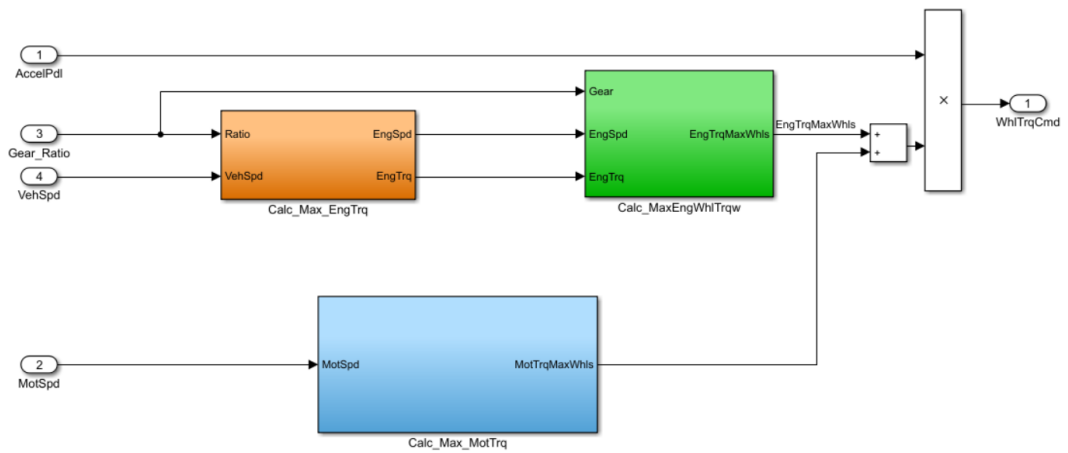 1
AccelPdl
3
Gear_Ratio
4
VehSpd
Ratio
VehSpd
EngSpd
EngTrq
Calc_Max_EngTrq
Gear
EngSpd
EngTrq
EngTrqMaxWhls
Calc_MaxEngWhlTrqw
EngTrqMaxWhls
+
+
×
1
WhlTrqCmd
2
MotSpd
MotSpd
MotTrqMaxWhls
Calc_Max_MotTrq